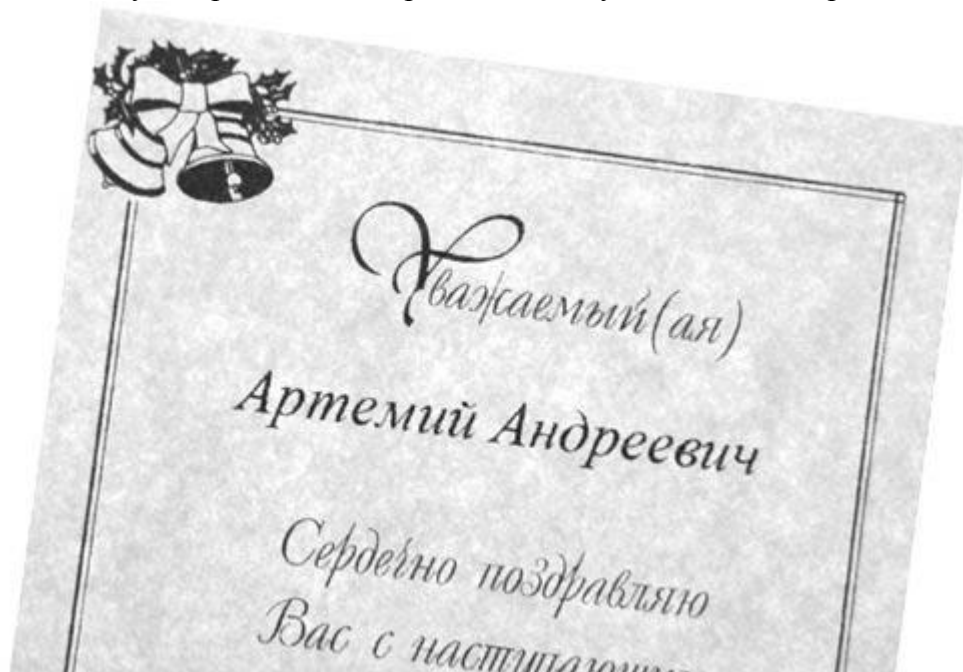 Уважаемый(ая)
Артемий Андреевич
Сердечно поздравляю
Вас с